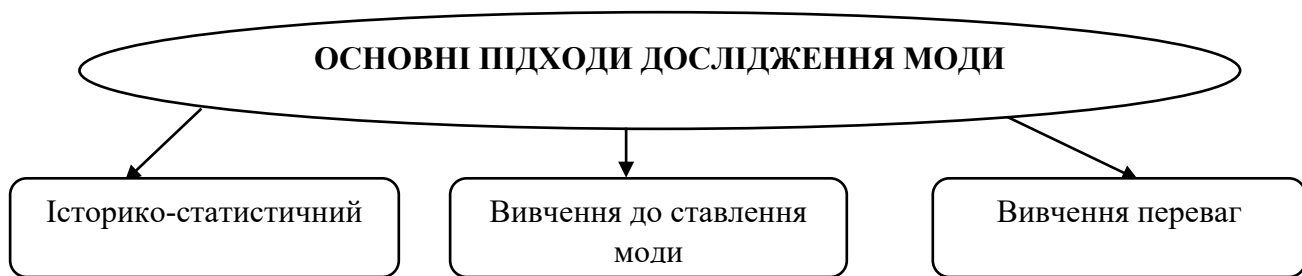 ОСНОВНІ ПІДХОДИ ДОСЛІДЖЕННЯ МОДИ
Історико-статистичний
Вивчення до ставлення
моди
Вивчення переваг